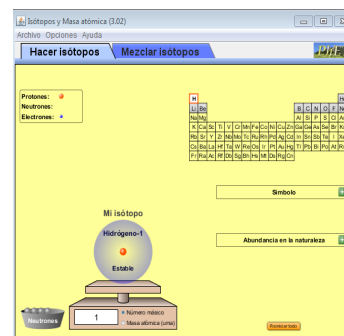 Isótopos y Masa atómica (3.02)
Archivo Opciones Ayuda
Hacer isótopos
Mezclar isótopos
PhET
Protones:
Neutrones:
Electrones:
H He
Li Be B C N O F Ne
Na Mg Al Si P S Cl Ar
K Ca Sc Ti V Cr Mn Fe Co Ni Cu Zn Ga Ge As Se Br Kr
Rb Sr Y Zr Nb Mo Tc Ru Rh Pd Ag Cd In Sn Sb Te I Xe
Cs Ba La Hf Ta W Re Os Ir Pt Au Hg Tl Pb Bi Po At Rn
Fr Ra Ac Rf Db Sg Bh Hs Mt Ds Rg Cn
Símbolo
Abundancia en la naturaleza
Mi isótopo
Hidrógeno-1
Estable
Neutrones
1
Número másico
Masa atómica (uma)
Reiniciar todo